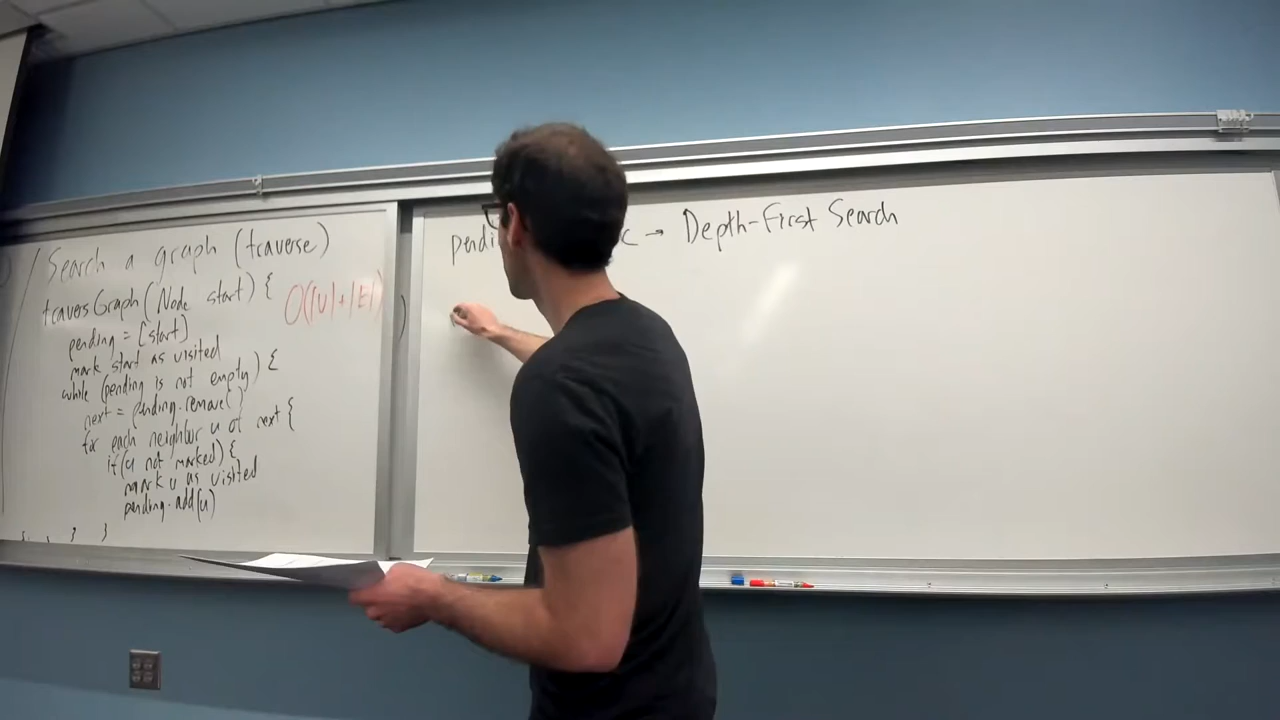 Search a graph (traverse)
traversGraph(Node start) {
O(|V|+|E|)
pending = [start]
mark start as visited
while (pending is not empty) {
next = pending.remove()
for each neighbor u of next {
if (u not marked) {
mark u as visited
pending.add(u)
} } }
)
→ Depth-First Search